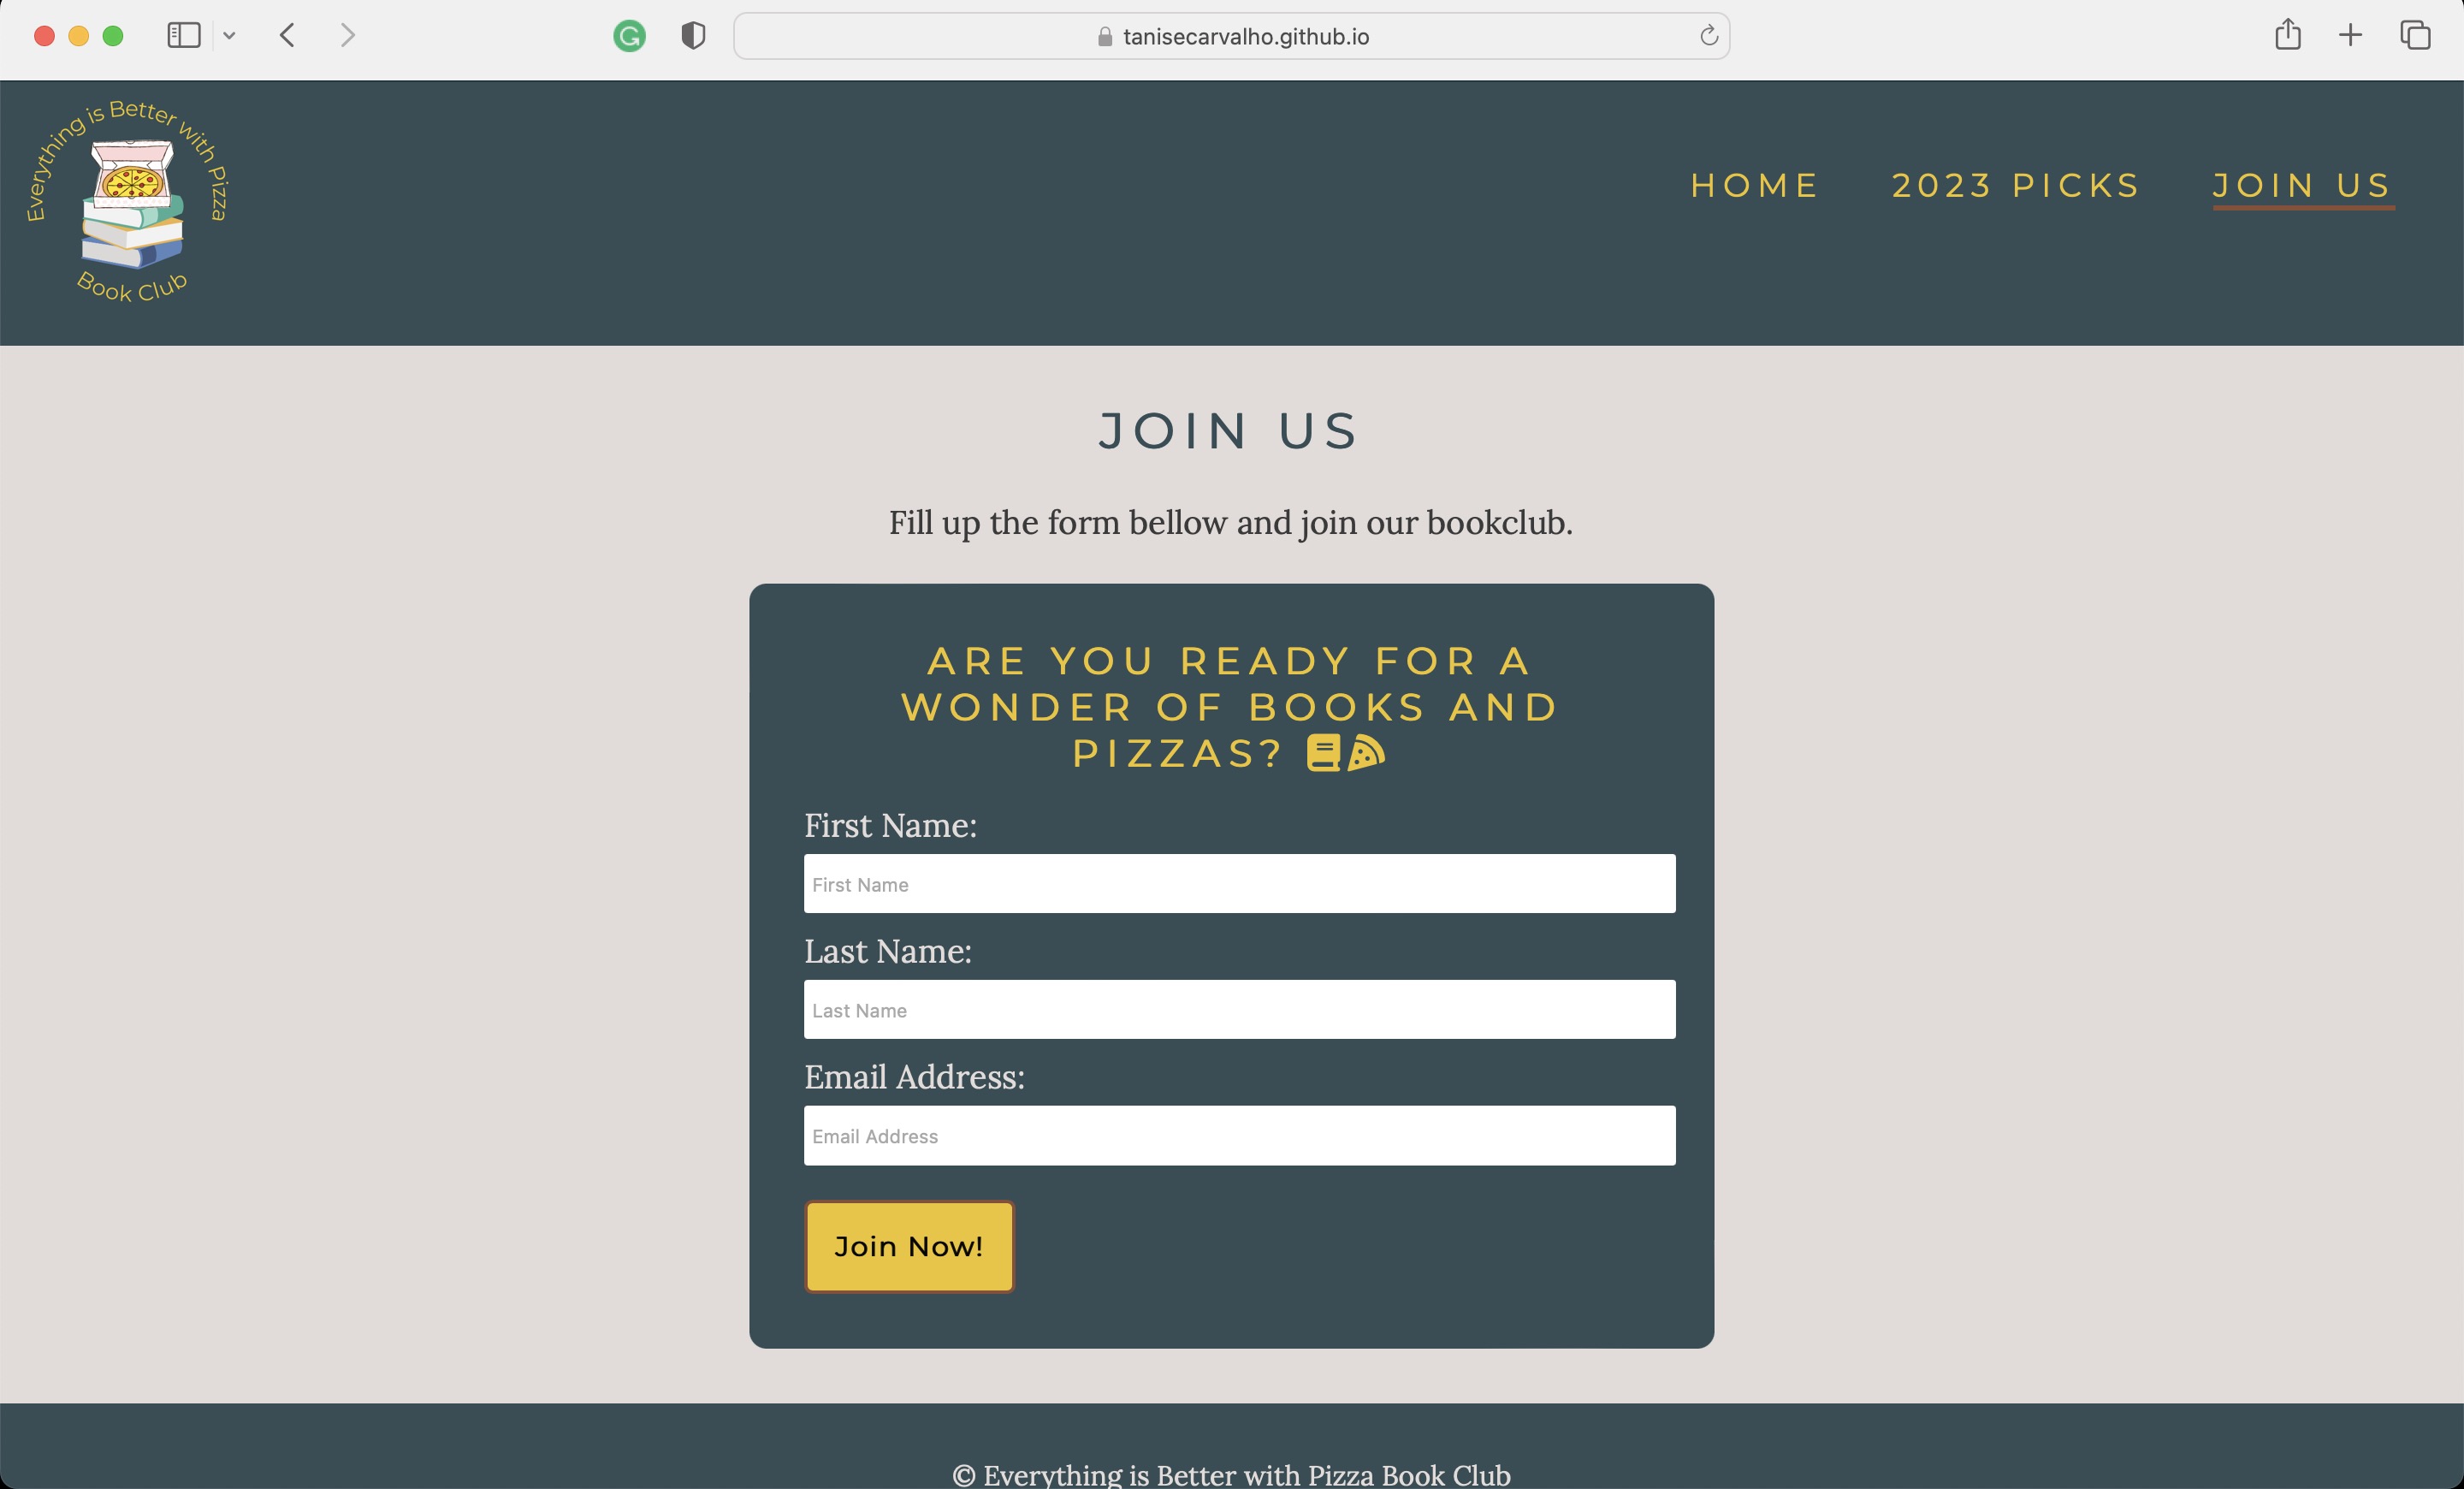 tanisecarvalho.github.io
Everything is Better with Pizza
Book Club
HOME 2023 PICKS JOIN US
JOIN US
Fill up the form bellow and join our bookclub.
ARE YOU READY FOR A
WONDER OF BOOKS AND
PIZZAS?
First Name:
First Name
Last Name:
Last Name
Email Address:
Email Address
Join Now!
© Everything is Better with Pizza Book Club